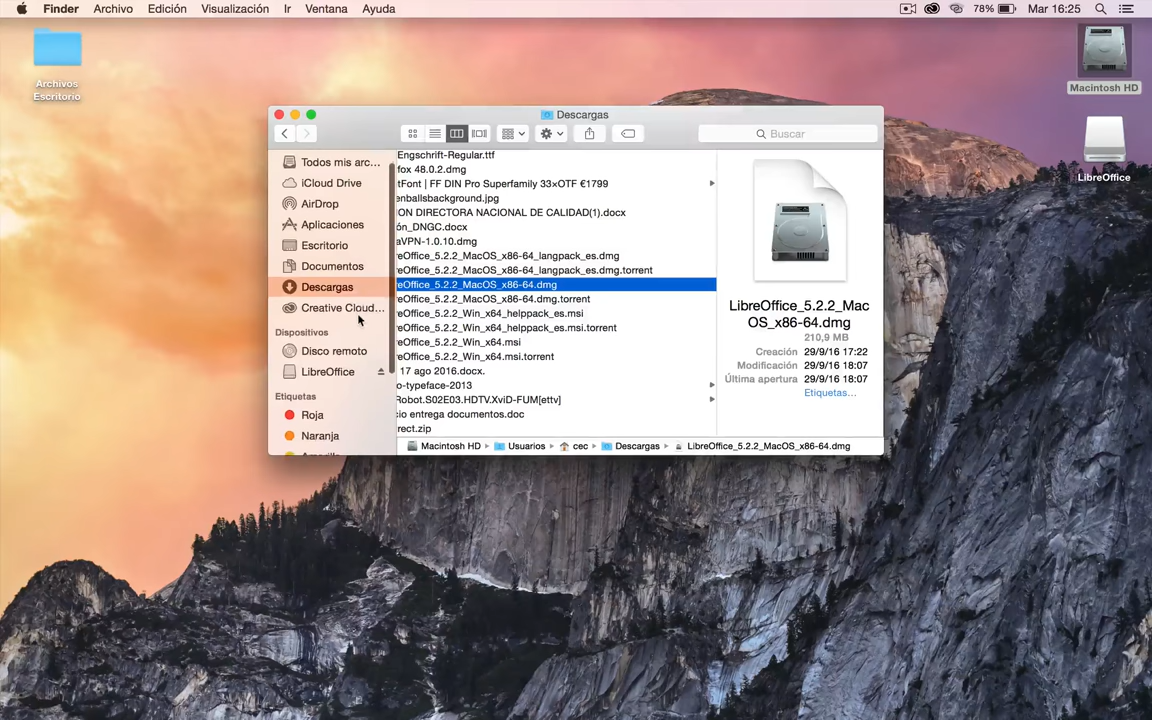 Finder Archivo Edición Visualización Ir Ventana Ayuda 78% Mar 16:25
Archivos
Escritorio
Macintosh HD
LibreOffice
Descargas
Buscar
Todos mis arc...
iCloud Drive
AirDrop
Aplicaciones
Escritorio
Documentos
Descargas
Creative Cloud...
Dispositivos
Disco remoto
LibreOffice
Etiquetas
Roja
Naranja
Engschrift-Regular.ttf
fox 48.0.2.dmg
tFont | FF DIN Pro Superfamily 33×OTF €1799
enballsbackground.jpg
ON DIRECTORA NACIONAL DE CALIDAD(1).docx
ón_DNGC.docx
aVPN-1.0.10.dmg
reOffice_5.2.2_MacOS_x86-64_langpack_es.dmg
reOffice_5.2.2_MacOS_x86-64_langpack_es.dmg.torrent
reOffice_5.2.2_MacOS_x86-64.dmg
reOffice_5.2.2_MacOS_x86-64.dmg.torrent
reOffice_5.2.2_Win_x64_helppack_es.msi
reOffice_5.2.2_Win_x64_helppack_es.msi.torrent
reOffice_5.2.2_Win_x64.msi
reOffice_5.2.2_Win_x64.msi.torrent
17 ago 2016.docx.
o-typeface-2013
Robot.S02E03.HDTV.XviD-FUM[ettv]
cio entrega documentos.doc
rect.zip
LibreOffice_5.2.2_Mac
OS_x86-64.dmg
210,9 MB
Creación 29/9/16 17:22
Modificación 29/9/16 18:07
Última apertura 29/9/16 18:07
Etiquetas...
Macintosh HD Usuarios cec Descargas LibreOffice_5.2.2_MacOS_x86-64.dmg